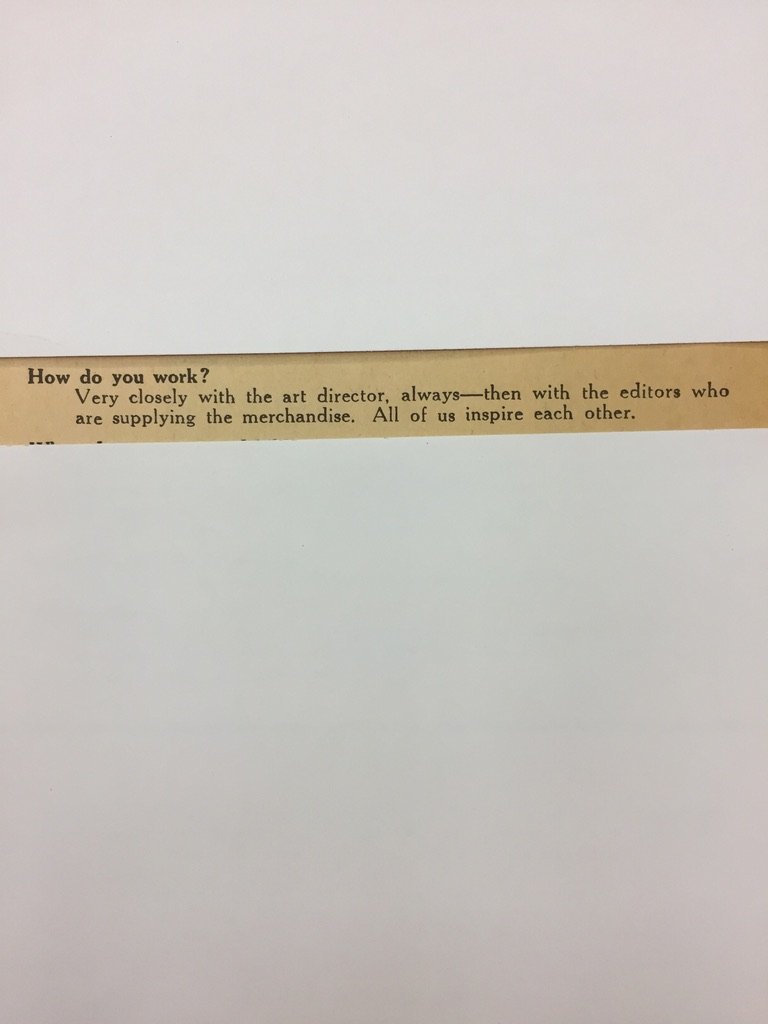 How do you work?
Very closely with the art director, always—then with the editors who
are supplying the merchandise. All of us inspire each other.